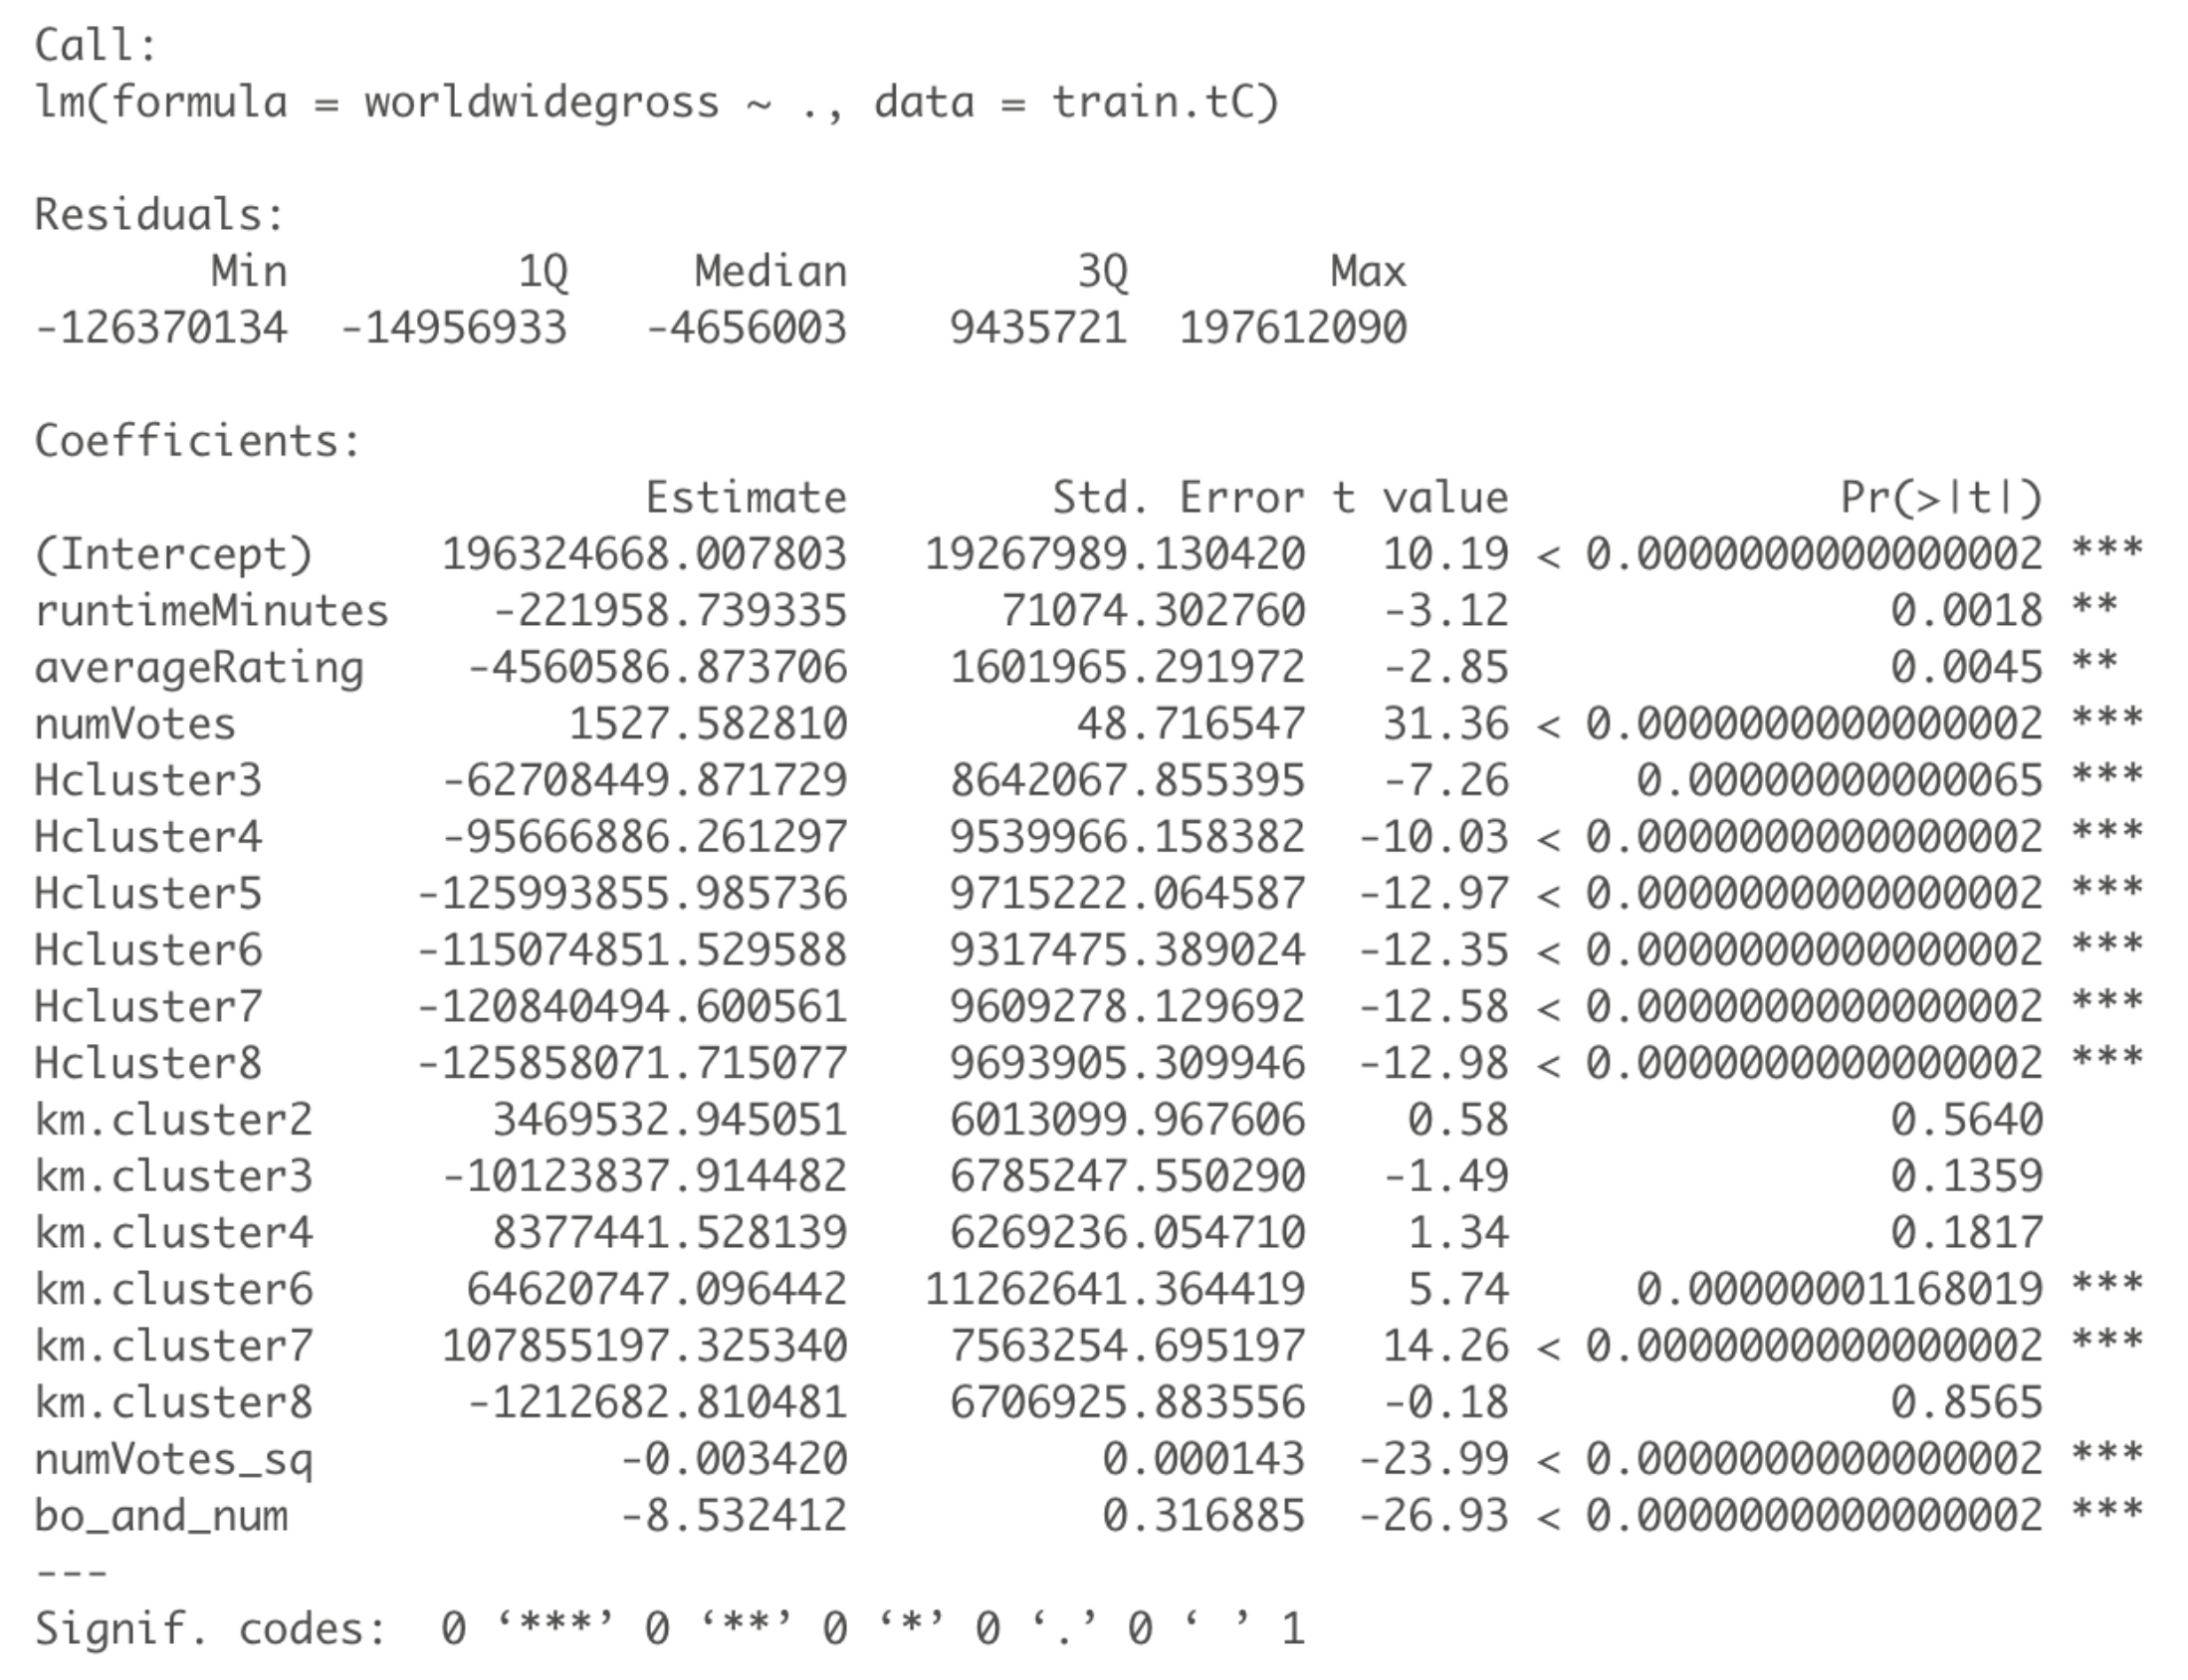 Call:
lm(formula = worldwidegross ~ ., data = train.tC)
Residuals:
Min 1Q Median 3Q Max
-126370134 -14956933 -4656003 9435721 197612090
Coefficients:
Estimate Std. Error t value Pr(>|t|)
(Intercept) 196324668.007803 19267989.130420 10.19 < 0.0000000000000002 ***
runtimeMinutes -221958.739335 71074.302760 -3.12 0.0018 **
averageRating -4560586.873706 1601965.291972 -2.85 0.0045 **
numVotes 1527.582810 48.716547 31.36 < 0.0000000000000002 ***
Hcluster3 -62708449.871729 8642067.855395 -7.26 0.00000000000065 ***
Hcluster4 -95666886.261297 9539966.158382 -10.03 < 0.0000000000000002 ***
Hcluster5 -125993855.985736 9715222.064587 -12.97 < 0.0000000000000002 ***
Hcluster6 -115074851.529588 9317475.389024 -12.35 < 0.0000000000000002 ***
Hcluster7 -120840494.600561 9609278.129692 -12.58 < 0.0000000000000002 ***
Hcluster8 -125858071.715077 9693905.309946 -12.98 < 0.0000000000000002 ***
km.cluster2 3469532.945051 6013099.967606 0.58 0.5640
km.cluster3 -10123837.914482 6785247.550290 -1.49 0.1359
km.cluster4 8377441.528139 6269236.054710 1.34 0.1817
km.cluster6 64620747.096442 11262641.364419 5.74 0.00000001168019 ***
km.cluster7 107855197.325340 7563254.695197 14.26 < 0.0000000000000002 ***
km.cluster8 -1212682.810481 6706925.883556 -0.18 0.8565
numVotes_sq -0.003420 0.000143 -23.99 < 0.0000000000000002 ***
bo_and_num -8.532412 0.316885 -26.93 < 0.0000000000000002 ***
---
Signif. codes: 0 ‘***’ 0 ‘**’ 0 ‘*’ 0 ‘.’ 0 ‘ ’ 1